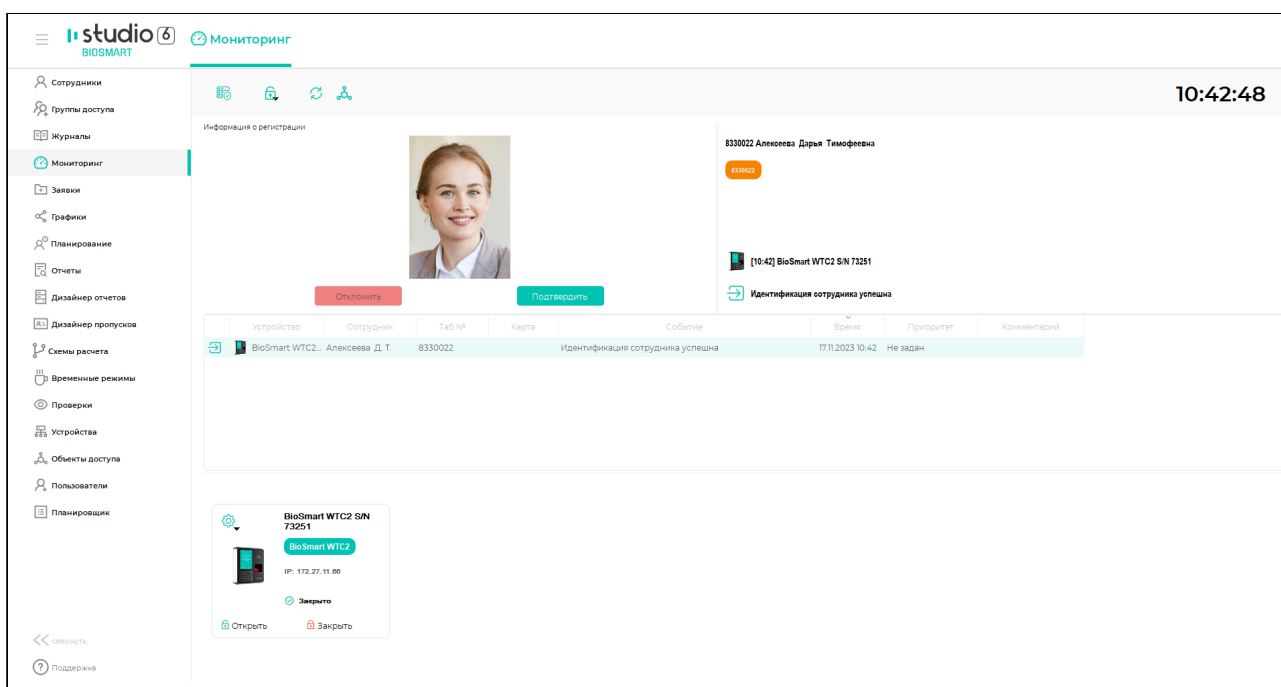 studio 6
BIOSMART
Мониторинг
Сотрудники
Группы доступа
Журналы
Мониторинг
Заявки
Графики
Планирование
Отчеты
Дизайнер отчетов
Дизайнер пропусков
Схемы расчета
Временные режимы
Проверки
Устройства
Объекты доступа
Пользователи
Планировщик
свернуть
Поддержка
10:42:48
Информация о регистрации
Отклонить
Подтвердить
8330022 Алексеева Дарья Тимофеевна
8330022
[10:42] BioSmart WTC2 S/N 73251
Идентификация сотрудника успешна
Устройство Сотрудник Таб.№ Карта Событие Время Приоритет Комментарий
BioSmart WTC2... Алексеева Д. Т. 8330022 Идентификация сотрудника успешна 17.11.2023 10:42 Не задан
BioSmart WTC2 S/N
73251
BioSmart WTC2
IP: 172.27.11.66
Закрыто
Открыть Закрыть